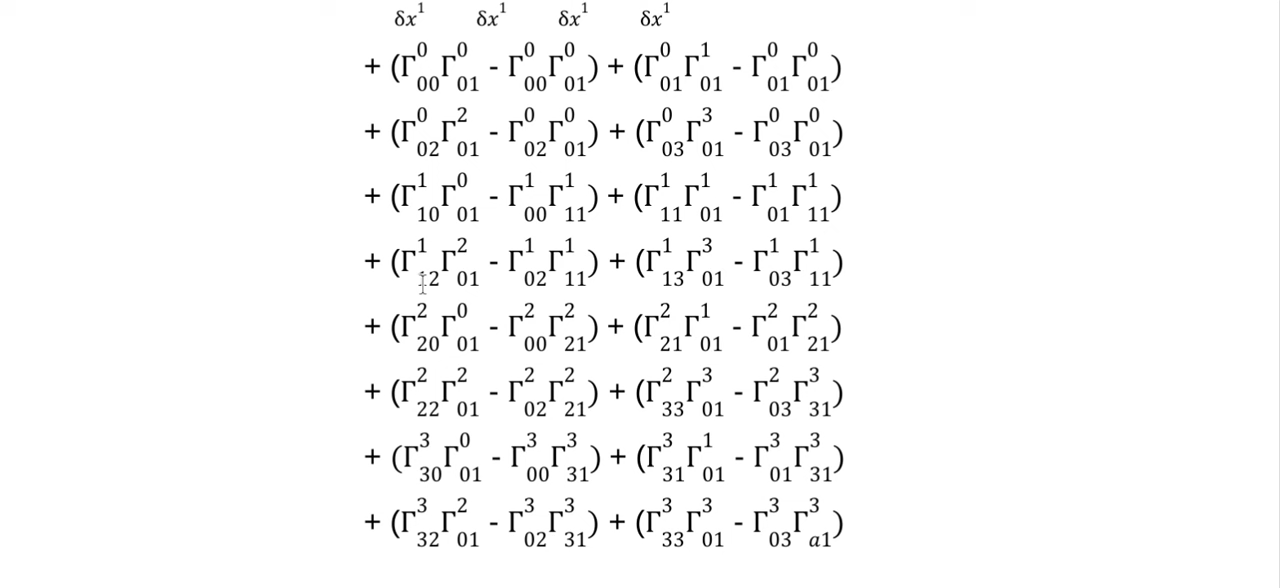 δx¹ δx¹ δx¹ δx¹
+ (Γ⁰₀₀Γ⁰₀₁ - Γ⁰₀₀Γ⁰₀₁) + (Γ⁰₀₁Γ¹₀₁ - Γ⁰₀₁Γ⁰₀₁)
+ (Γ⁰₀₂Γ²₀₁ - Γ⁰₀₂Γ⁰₀₁) + (Γ⁰₀₃Γ³₀₁ - Γ⁰₀₃Γ⁰₀₁)
+ (Γ¹₁₀Γ⁰₀₁ - Γ¹₀₀Γ¹₁₁) + (Γ¹₁₁Γ¹₀₁ - Γ¹₀₁Γ¹₁₁)
+ (Γ¹₁₂Γ²₀₁ - Γ¹₀₂Γ¹₁₁) + (Γ¹₁₃Γ³₀₁ - Γ¹₀₃Γ¹₁₁)
+ (Γ²₂₀Γ⁰₀₁ - Γ²₀₀Γ²₂₁) + (Γ²₂₁Γ¹₀₁ - Γ²₀₁Γ²₂₁)
+ (Γ²₂₂Γ²₀₁ - Γ²₀₂Γ²₂₁) + (Γ²₃₃Γ³₀₁ - Γ²₀₃Γ³₃₁)
+ (Γ³₃₀Γ⁰₀₁ - Γ³₀₀Γ³₃₁) + (Γ³₃₁Γ¹₀₁ - Γ³₀₁Γ³₃₁)
+ (Γ³₃₂Γ²₀₁ - Γ³₀₂Γ³₃₁) + (Γ³₃₃Γ³₀₁ - Γ³₀₃Γ³ₐ₁)